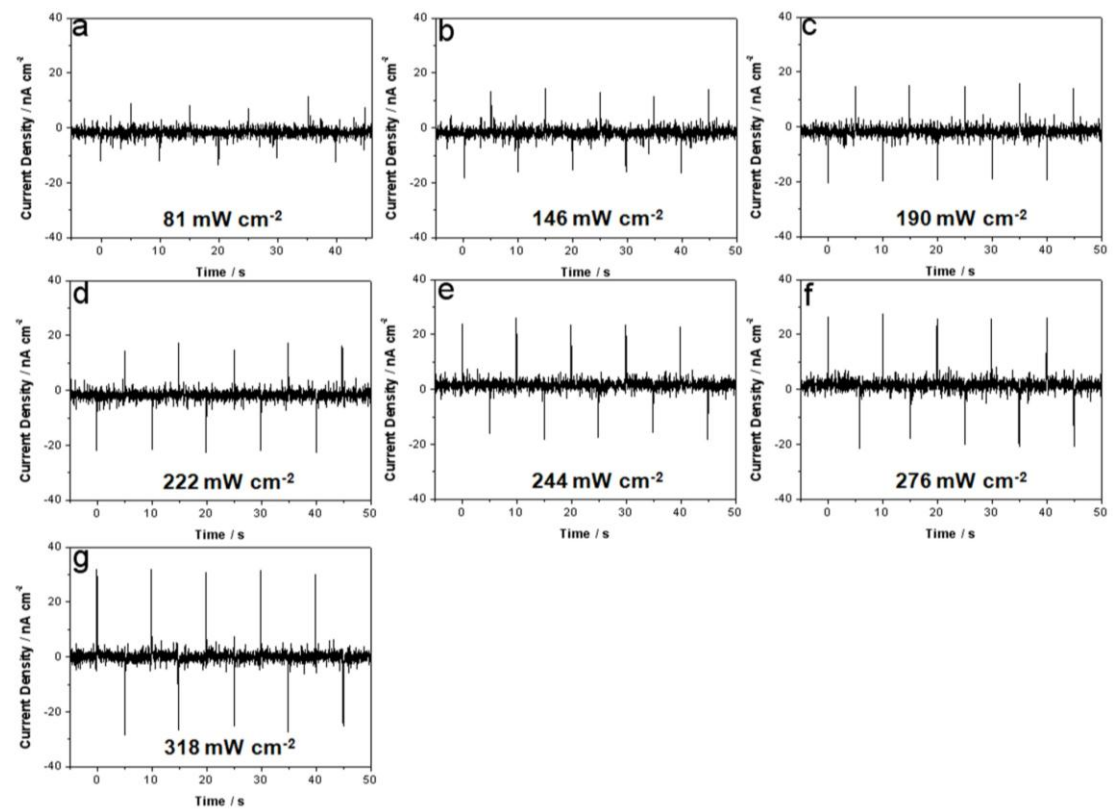 a
Current Density / nA cm-2
40
20
0
-20
-40
81 mW cm-2
0 10 20 30 40
Time / s
b
Current Density / nA cm-2
40
20
0
-20
-40
146 mW cm-2
0 10 20 30 40 50
Time / s
c
Current Density / nA cm-2
40
20
0
-20
-40
190 mW cm-2
0 10 20 30 40 50
Time / s
d
Current Density / nA cm-2
40
20
0
-20
-40
222 mW cm-2
0 10 20 30 40 50
Time / s
e
Current Density / nA cm-2
40
20
0
-20
-40
244 mW cm-2
0 10 20 30 40 50
Time / s
f
Current Density / nA cm-2
40
20
0
-20
-40
276 mW cm-2
0 10 20 30 40 50
Time / s
g
Current Density / nA cm-2
40
20
0
-20
-40
318 mW cm-2
0 10 20 30 40 50
Time / s